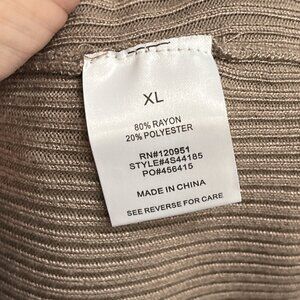 XL
80% RAYON
20% POLYESTER
RN#120951
STYLE#4S44185
PO#456415
MADE IN CHINA
SEE REVERSE FOR CARE